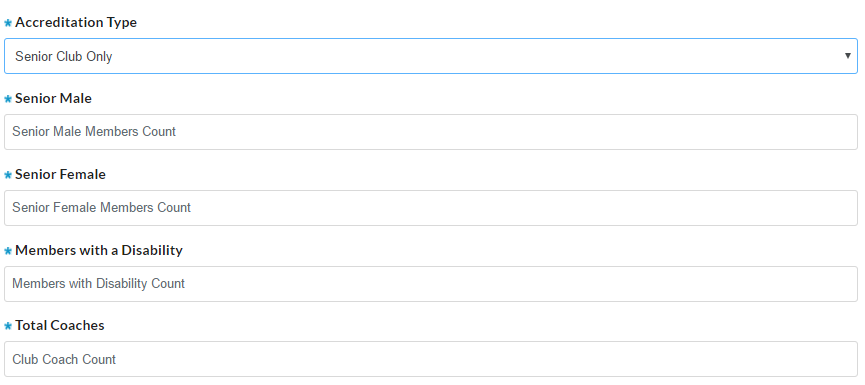 * Accreditation Type
Senior Club Only
* Senior Male
Senior Male Members Count
* Senior Female
Senior Female Members Count
* Members with a Disability
Members with Disability Count
* Total Coaches
Club Coach Count